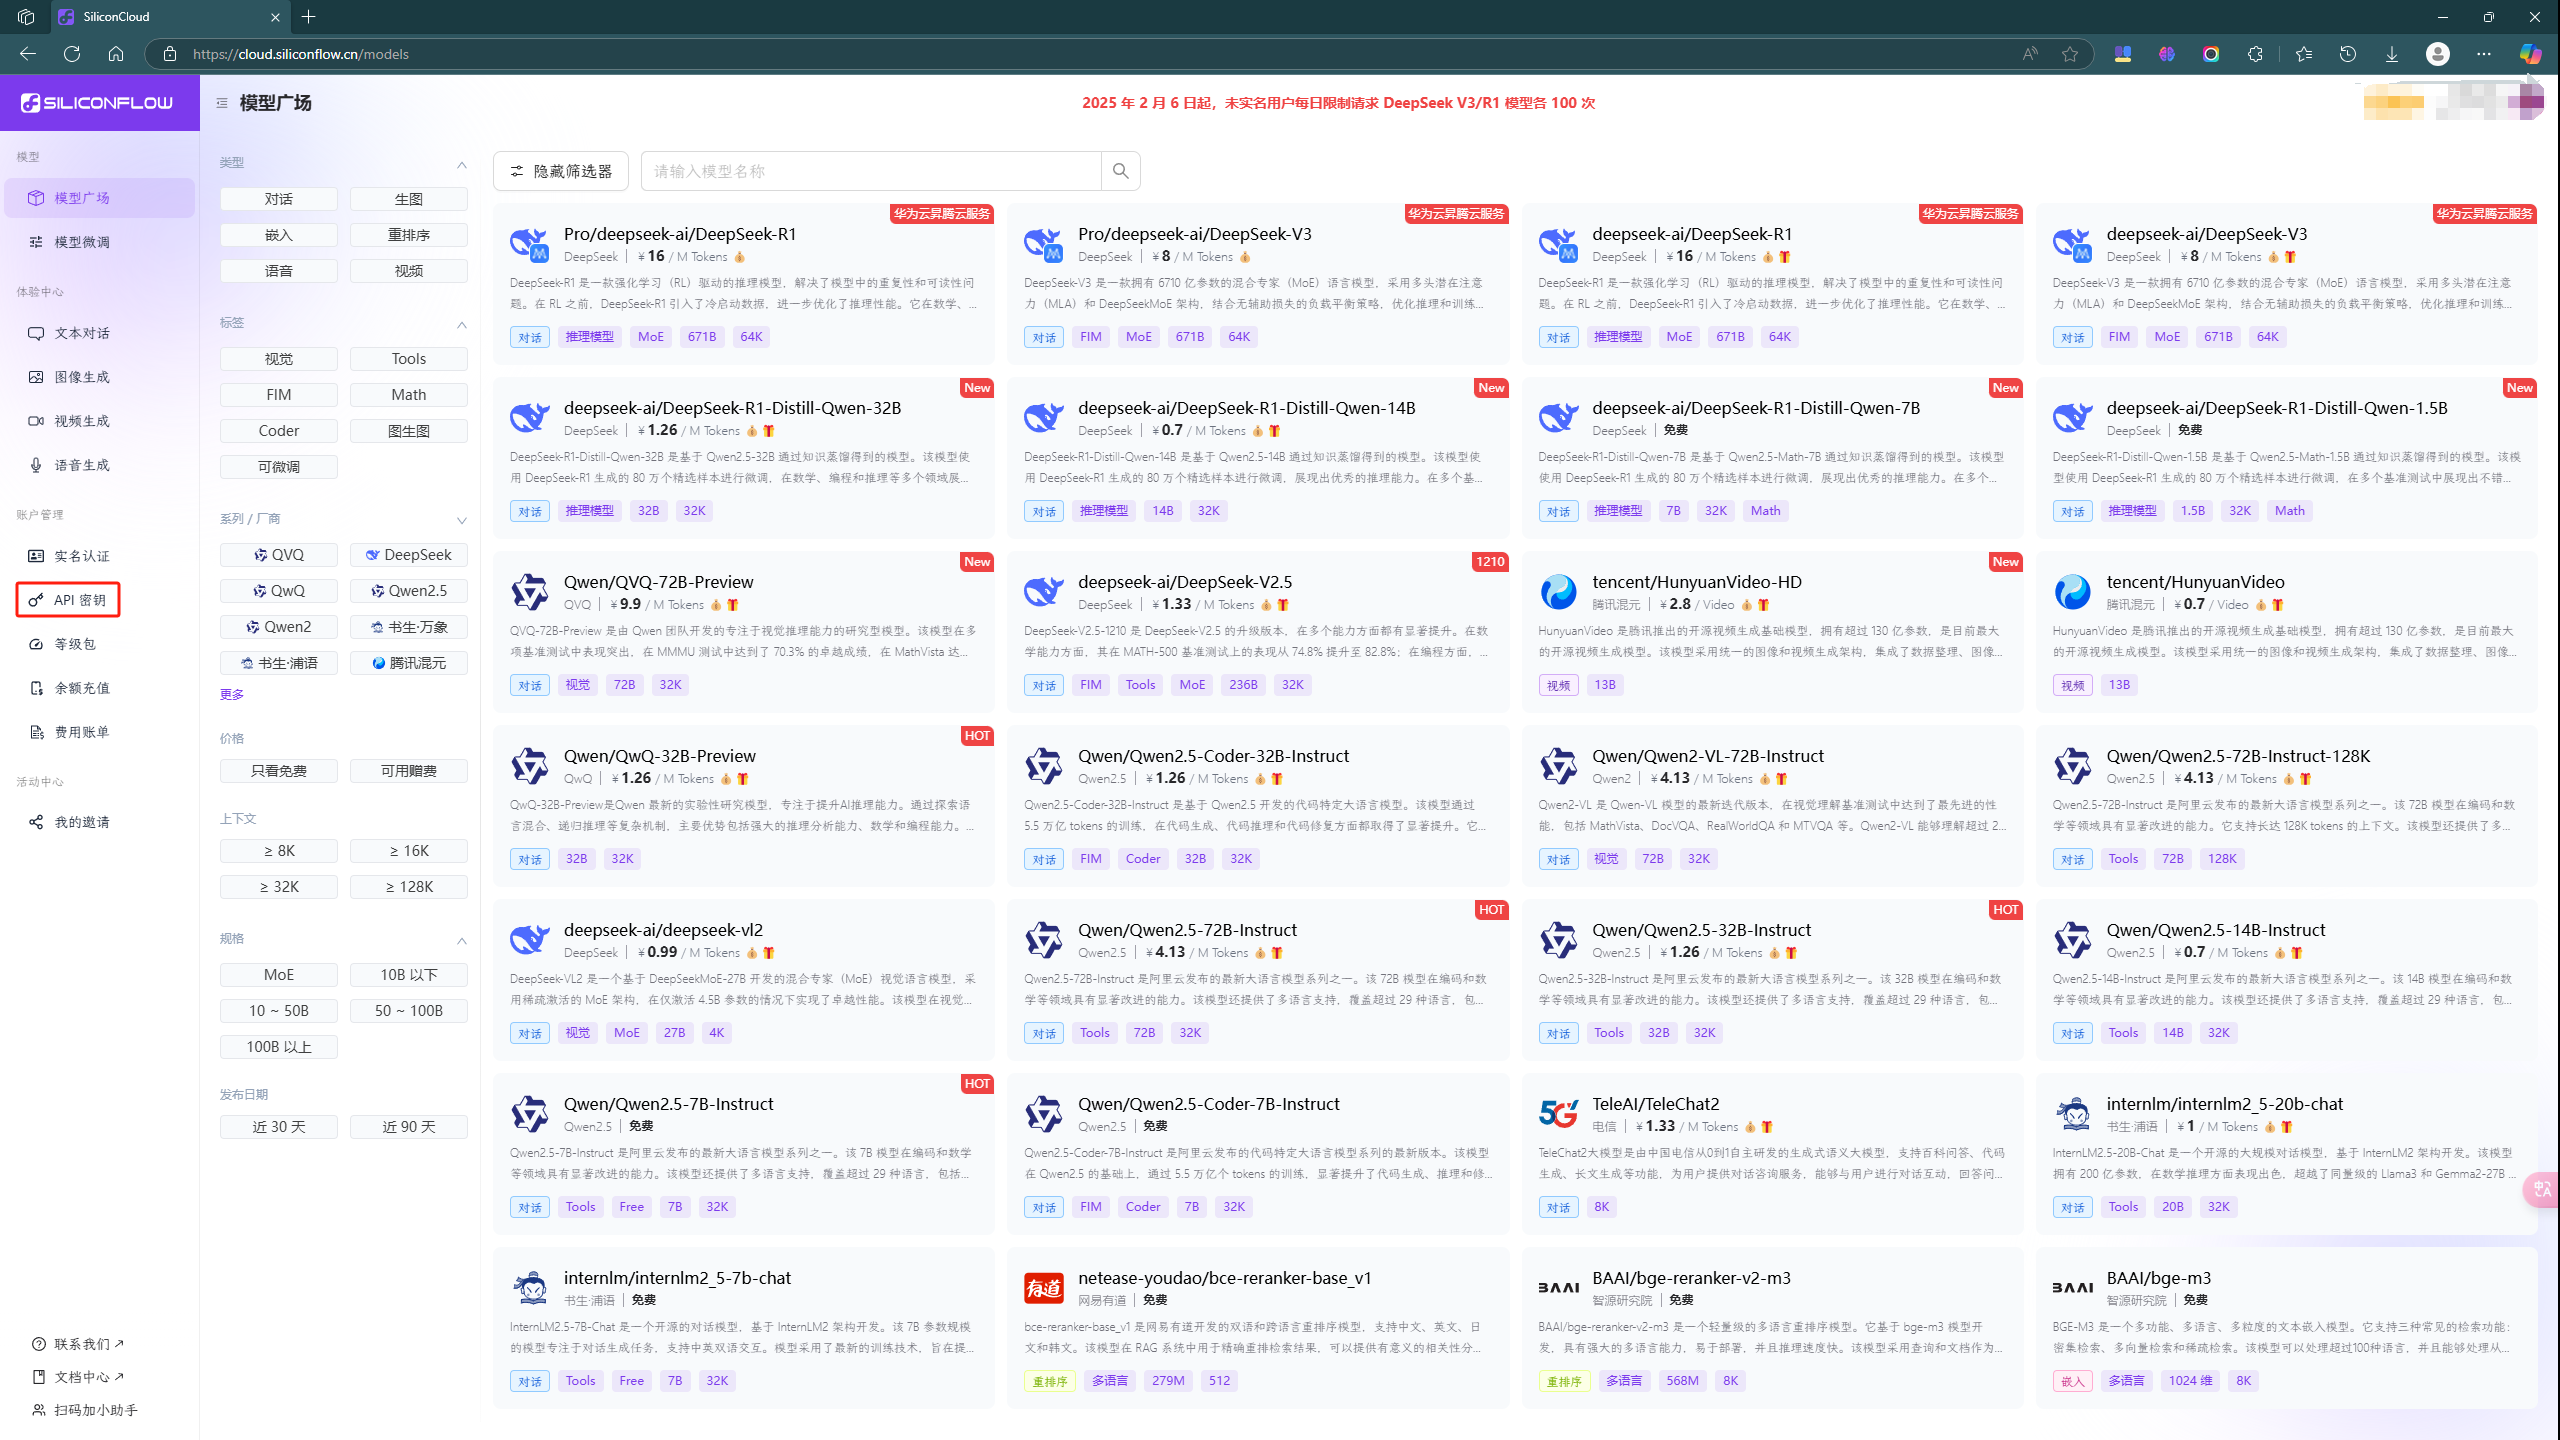 SiliconCloud
https://cloud.siliconflow.cn/models
SILICONFLOW
模型广场
2025 年 2 月 6 日起，未实名用户每日限制请求 DeepSeek V3/R1 模型各 100 次
模型
模型广场
模型微调
体验中心
文本对话
图像生成
视频生成
语音生成
账户管理
实名认证
API 密钥
等级包
余额充值
费用账单
活动中心
我的邀请
联系我们
文档中心
扫码加小助手
类型
对话 生图
嵌入 重排序
语音 视频
标签
视觉 Tools
FIM Math
Coder 图生图
可微调
系列 / 厂商
QVQ DeepSeek
QwQ Qwen2.5
Qwen2 书生·万象
书生·浦语 腾讯混元
更多
价格
只看免费 可用赠费
上下文
≥ 8K ≥ 16K
≥ 32K ≥ 128K
规格
MoE 10B 以下
10 ~ 50B 50 ~ 100B
100B 以上
发布日期
近 30 天 近 90 天
隐藏筛选器
请输入模型名称
华为云昇腾云服务
Pro/deepseek-ai/DeepSeek-R1
DeepSeek | ¥ 16 / M Tokens
DeepSeek-R1 是一款强化学习（RL）驱动的推理模型，解决了模型中的重复性和可读性问
题。在 RL 之前，DeepSeek-R1 引入了冷启动数据，进一步优化了推理性能。它在数学、…
对话 推理模型 MoE 671B 64K
华为云昇腾云服务
Pro/deepseek-ai/DeepSeek-V3
DeepSeek | ¥ 8 / M Tokens
DeepSeek-V3 是一款拥有 6710 亿参数的混合专家（MoE）语言模型，采用多头潜在注意
力（MLA）和 DeepSeekMoE 架构，结合无辅助损失的负载平衡策略，优化推理和训练…
对话 FIM MoE 671B 64K
华为云昇腾云服务
deepseek-ai/DeepSeek-R1
DeepSeek | ¥ 16 / M Tokens
DeepSeek-R1 是一款强化学习（RL）驱动的推理模型，解决了模型中的重复性和可读性问
题。在 RL 之前，DeepSeek-R1 引入了冷启动数据，进一步优化了推理性能。它在数学、…
对话 推理模型 MoE 671B 64K
华为云昇腾云服务
deepseek-ai/DeepSeek-V3
DeepSeek | ¥ 8 / M Tokens
DeepSeek-V3 是一款拥有 6710 亿参数的混合专家（MoE）语言模型，采用多头潜在注意
力（MLA）和 DeepSeekMoE 架构，结合无辅助损失的负载平衡策略，优化推理和训练…
对话 FIM MoE 671B 64K
New
deepseek-ai/DeepSeek-R1-Distill-Qwen-32B
DeepSeek | ¥ 1.26 / M Tokens
DeepSeek-R1-Distill-Qwen-32B 是基于 Qwen2.5-32B 通过知识蒸馏得到的模型。该模型使
用 DeepSeek-R1 生成的 80 万个精选样本进行微调，在数学、编程和推理等多个领域展…
对话 推理模型 32B 32K
New
deepseek-ai/DeepSeek-R1-Distill-Qwen-14B
DeepSeek | ¥ 0.7 / M Tokens
DeepSeek-R1-Distill-Qwen-14B 是基于 Qwen2.5-14B 通过知识蒸馏得到的模型。该模型使
用 DeepSeek-R1 生成的 80 万个精选样本进行微调，展现出优秀的推理能力。在多个基…
对话 推理模型 14B 32K
New
deepseek-ai/DeepSeek-R1-Distill-Qwen-7B
DeepSeek | 免费
DeepSeek-R1-Distill-Qwen-7B 是基于 Qwen2.5-Math-7B 通过知识蒸馏得到的模型。该模型
使用 DeepSeek-R1 生成的 80 万个精选样本进行微调，展现出优秀的推理能力。在多个…
对话 推理模型 7B 32K Math
New
deepseek-ai/DeepSeek-R1-Distill-Qwen-1.5B
DeepSeek | 免费
DeepSeek-R1-Distill-Qwen-1.5B 是基于 Qwen2.5-Math-1.5B 通过知识蒸馏得到的模型。该模
型使用 DeepSeek-R1 生成的 80 万个精选样本进行微调，在多个基准测试中展现出不错…
对话 推理模型 1.5B 32K Math
New
Qwen/QVQ-72B-Preview
QVQ | ¥ 9.9 / M Tokens
QVQ-72B-Preview 是由 Qwen 团队开发的专注于视觉推理能力的研究型模型。该模型在多
项基准测试中表现突出，在 MMMU 测试中达到了 70.3% 的卓越成绩，在 MathVista 达…
对话 视觉 72B 32K
1210
deepseek-ai/DeepSeek-V2.5
DeepSeek | ¥ 1.33 / M Tokens
DeepSeek-V2.5-1210 是 DeepSeek-V2.5 的升级版本，在多个能力方面都有显著提升。在数
学能力方面，其在 MATH-500 基准测试上的表现从 74.8% 提升至 82.8%；在编程方面，…
对话 FIM Tools MoE 236B 32K
New
tencent/HunyuanVideo-HD
腾讯混元 | ¥ 2.8 / Video
HunyuanVideo 是腾讯推出的开源视频生成基础模型，拥有超过 130 亿参数，是目前最大
的开源视频生成模型。该模型采用统一的图像和视频生成架构，集成了数据整理、图像…
视频 13B
tencent/HunyuanVideo
腾讯混元 | ¥ 0.7 / Video
HunyuanVideo 是腾讯推出的开源视频生成基础模型，拥有超过 130 亿参数，是目前最大
的开源视频生成模型。该模型采用统一的图像和视频生成架构，集成了数据整理、图像…
视频 13B
HOT
Qwen/QwQ-32B-Preview
QwQ | ¥ 1.26 / M Tokens
QwQ-32B-Preview是Qwen 最新的实验性研究模型，专注于提升AI推理能力。通过探索语
言混合、递归推理等复杂机制，主要优势包括强大的推理分析能力、数学和编程能力。…
对话 32B 32K
Qwen/Qwen2.5-Coder-32B-Instruct
Qwen2.5 | ¥ 1.26 / M Tokens
Qwen2.5-Coder-32B-Instruct 是基于 Qwen2.5 开发的代码特定大语言模型。该模型通过
5.5 万亿 tokens 的训练，在代码生成、代码推理和代码修复方面都取得了显著提升。它…
对话 FIM Coder 32B 32K
Qwen/Qwen2-VL-72B-Instruct
Qwen2 | ¥ 4.13 / M Tokens
Qwen2-VL 是 Qwen-VL 模型的最新迭代版本，在视觉理解基准测试中达到了最先进的性
能，包括 MathVista、DocVQA、RealWorldQA 和 MTVQA 等。Qwen2-VL 能够理解超过 2…
对话 视觉 72B 32K
Qwen/Qwen2.5-72B-Instruct-128K
Qwen2.5 | ¥ 4.13 / M Tokens
Qwen2.5-72B-Instruct 是阿里云发布的最新大语言模型系列之一。该 72B 模型在编码和数
学等领域具有显著改进的能力。它支持长达 128K tokens 的上下文。该模型还提供了多…
对话 Tools 72B 128K
deepseek-ai/deepseek-vl2
DeepSeek | ¥ 0.99 / M Tokens
DeepSeek-VL2 是一个基于 DeepSeekMoE-27B 开发的混合专家（MoE）视觉语言模型，采
用稀疏激活的 MoE 架构，在仅激活 4.5B 参数的情况下实现了卓越性能。该模型在视觉…
对话 视觉 MoE 27B 4K
HOT
Qwen/Qwen2.5-72B-Instruct
Qwen2.5 | ¥ 4.13 / M Tokens
Qwen2.5-72B-Instruct 是阿里云发布的最新大语言模型系列之一。该 72B 模型在编码和数
学等领域具有显著改进的能力。该模型还提供了多语言支持，覆盖超过 29 种语言，包…
对话 Tools 72B 32K
HOT
Qwen/Qwen2.5-32B-Instruct
Qwen2.5 | ¥ 1.26 / M Tokens
Qwen2.5-32B-Instruct 是阿里云发布的最新大语言模型系列之一。该 32B 模型在编码和数
学等领域具有显著改进的能力。该模型还提供了多语言支持，覆盖超过 29 种语言，包…
对话 Tools 32B 32K
Qwen/Qwen2.5-14B-Instruct
Qwen2.5 | ¥ 0.7 / M Tokens
Qwen2.5-14B-Instruct 是阿里云发布的最新大语言模型系列之一。该 14B 模型在编码和数
学等领域具有显著改进的能力。该模型还提供了多语言支持，覆盖超过 29 种语言，包…
对话 Tools 14B 32K
HOT
Qwen/Qwen2.5-7B-Instruct
Qwen2.5 | 免费
Qwen2.5-7B-Instruct 是阿里云发布的最新大语言模型系列之一。该 7B 模型在编码和数学
等领域具有显著改进的能力。该模型还提供了多语言支持，覆盖超过 29 种语言，包括…
对话 Tools Free 7B 32K
Qwen/Qwen2.5-Coder-7B-Instruct
Qwen2.5 | 免费
Qwen2.5-Coder-7B-Instruct 是阿里云发布的代码特定大语言模型系列的最新版本。该模型
在 Qwen2.5 的基础上，通过 5.5 万亿个 tokens 的训练，显著提升了代码生成、推理和修…
对话 FIM Coder 7B 32K
5G
TeleAI/TeleChat2
电信 | ¥ 1.33 / M Tokens
TeleChat2大模型是由中国电信从0到1自主研发的生成式语义大模型，支持百科问答、代码
生成、长文生成等功能，为用户提供对话咨询服务，能够与用户进行对话互动，回答问…
对话 8K
internlm/internlm2_5-20b-chat
书生·浦语 | ¥ 1 / M Tokens
InternLM2.5-20B-Chat 是一个开源的大规模对话模型，基于 InternLM2 架构开发。该模型
拥有 200 亿参数，在数学推理方面表现出色，超越了同量级的 Llama3 和 Gemma2-27B …
对话 Tools 20B 32K
internlm/internlm2_5-7b-chat
书生·浦语 | 免费
InternLM2.5-7B-Chat 是一个开源的对话模型，基于 InternLM2 架构开发。该 7B 参数规模
的模型专注于对话生成任务，支持中英双语交互。模型采用了最新的训练技术，旨在提…
对话 Tools Free 7B 32K
有道
netease-youdao/bce-reranker-base_v1
网易有道 | 免费
bce-reranker-base_v1 是网易有道开发的双语和跨语言重排序模型，支持中文、英文、日
文和韩文。该模型在 RAG 系统中用于精确重排检索结果，可以提供有意义的相关性分…
重排序 多语言 279M 512
BAAI
BAAI/bge-reranker-v2-m3
智源研究院 | 免费
BAAI/bge-reranker-v2-m3 是一个轻量级的多语言重排序模型。它基于 bge-m3 模型开
发，具有强大的多语言能力，易于部署，并且推理速度快。该模型采用查询和文档作为…
重排序 多语言 568M 8K
BAAI
BAAI/bge-m3
智源研究院 | 免费
BGE-M3 是一个多功能、多语言、多粒度的文本嵌入模型。它支持三种常见的检索功能：
密集检索、多向量检索和稀疏检索。该模型可以处理超过100种语言，并且能够处理从…
嵌入 多语言 1024 维 8K